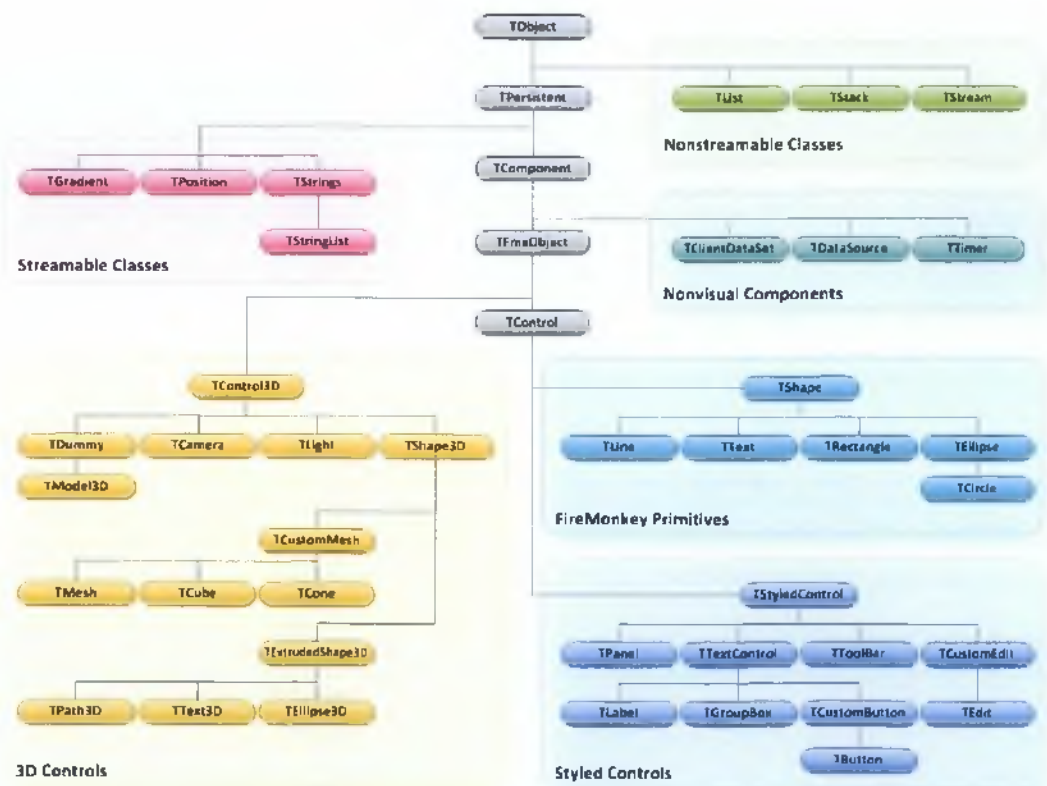 TObject
TPersistent
TList
TStack
TStream
Nonstreamable Classes
TComponent
TGradient
TPosition
TStrings
TStringList
Streamable Classes
TFmxObject
TClientDataSet
TDataSource
TTimer
Nonvisual Components
TControl
TControl3D
TDummy
TCamera
TLight
TShape3D
TModel3D
TCustomMesh
TMesh
TCube
TCone
TExtrudedShape3D
TPath3D
TText3D
TEllipse3D
3D Controls
TShape
TLine
TText
TRectangle
TEllipse
TCircle
FireMonkey Primitives
TStyledControl
TPanel
TTextControl
TToolBar
TCustomEdit
TLabel
TGroupBox
TCustomButton
TEdit
TButton
Styled Controls